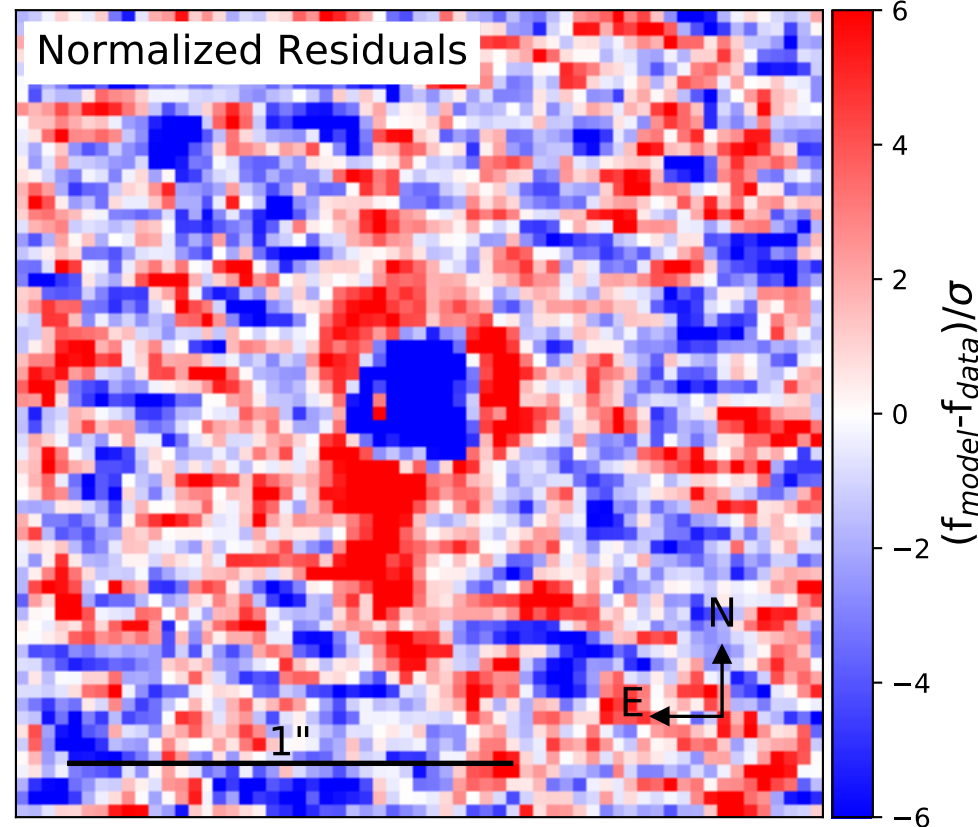 Normalized Residuals
6
4
2
0
−2
−4
−6
(f_model-f_data)/σ
N
E
1"